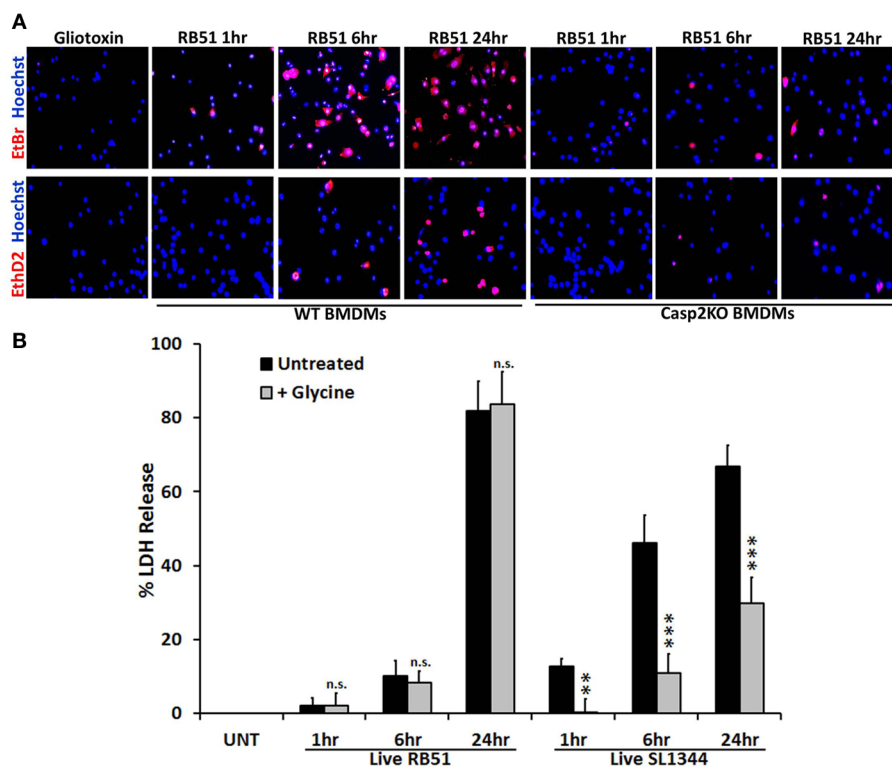 A
Gliotoxin RB51 1hr RB51 6hr RB51 24hr RB51 1hr RB51 6hr RB51 24hr
EtBr Hoechst
EthD2 Hoechst
WT BMDMs Casp2KO BMDMs
B
100
80
60
40
20
0
% LDH Release
Untreated
+ Glycine
n.s.
n.s.
n.s.
**
***
***
UNT 1hr 6hr 24hr 1hr 6hr 24hr
Live RB51 Live SL1344